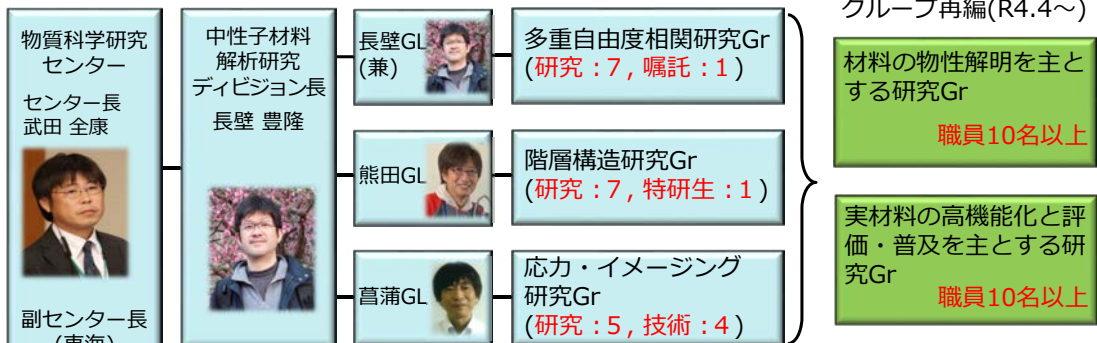 物質科学研究
センター
センター長
武田 全康
副センター長
(東海)
中性子材料
解析研究
ディビジョン長
長壁 豊隆
長壁GL
(兼)
多重自由度相関研究Gr
(研究：7 , 嘱託：1 )
熊田GL
階層構造研究Gr
(研究：7 , 特研生：1 )
菖蒲GL
応力・イメージング
研究Gr
(研究：5 , 技術：4 )
グループ再編(R4.4～)
材料の物性解明を主と
する研究Gr
職員10名以上
実材料の高機能化と評
価・普及を主とする研
究Gr
職員10名以上